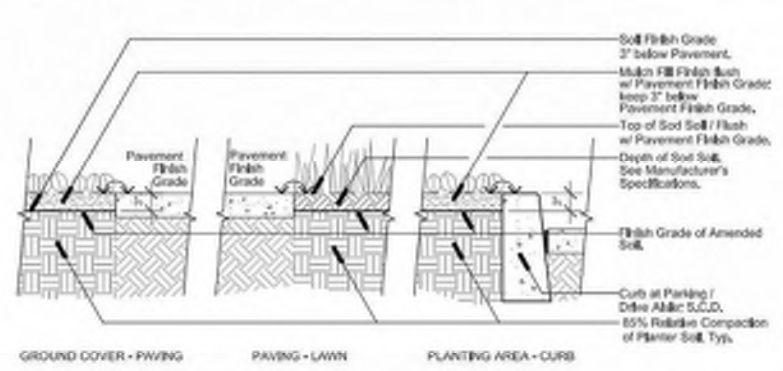 Soil Finish Grade
3" below Pavement.
Mulch Fill Finish flush
w/ Pavement Finish Grade:
keep 3" below
Pavement Finish Grade.
Top of Sod Soil / Flush
w/ Pavement Finish Grade.
Depth of Sod Soil.
See Manufacturer's
Specifications.
Pavement
Finish
Grade
Pavement
Finish
Grade
3"
3"
Finish Grade of Amended
Soil.
Curb at Parking /
Drive Aisle: S.C.D.
85% Relative Compaction
of Planter Soil, Typ.
GROUND COVER - PAVING
PAVING - LAWN
PLANTING AREA - CURB